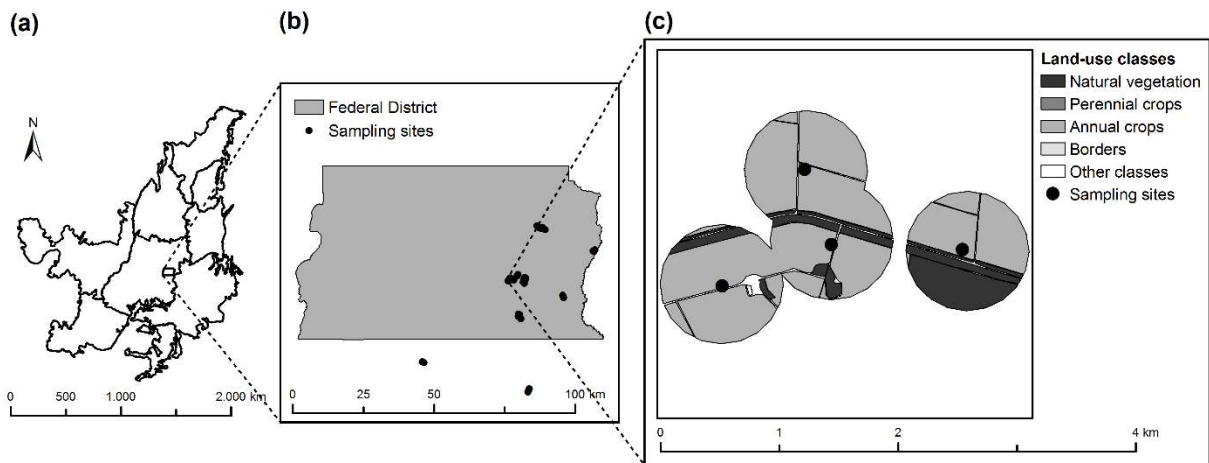 (a)
N
0 500 1.000 2.000 km
(b)
Federal District
Sampling sites
0 25 50 100 km
(c)
Land-use classes
Natural vegetation
Perennial crops
Annual crops
Borders
Other classes
Sampling sites
0 1 2 4 km